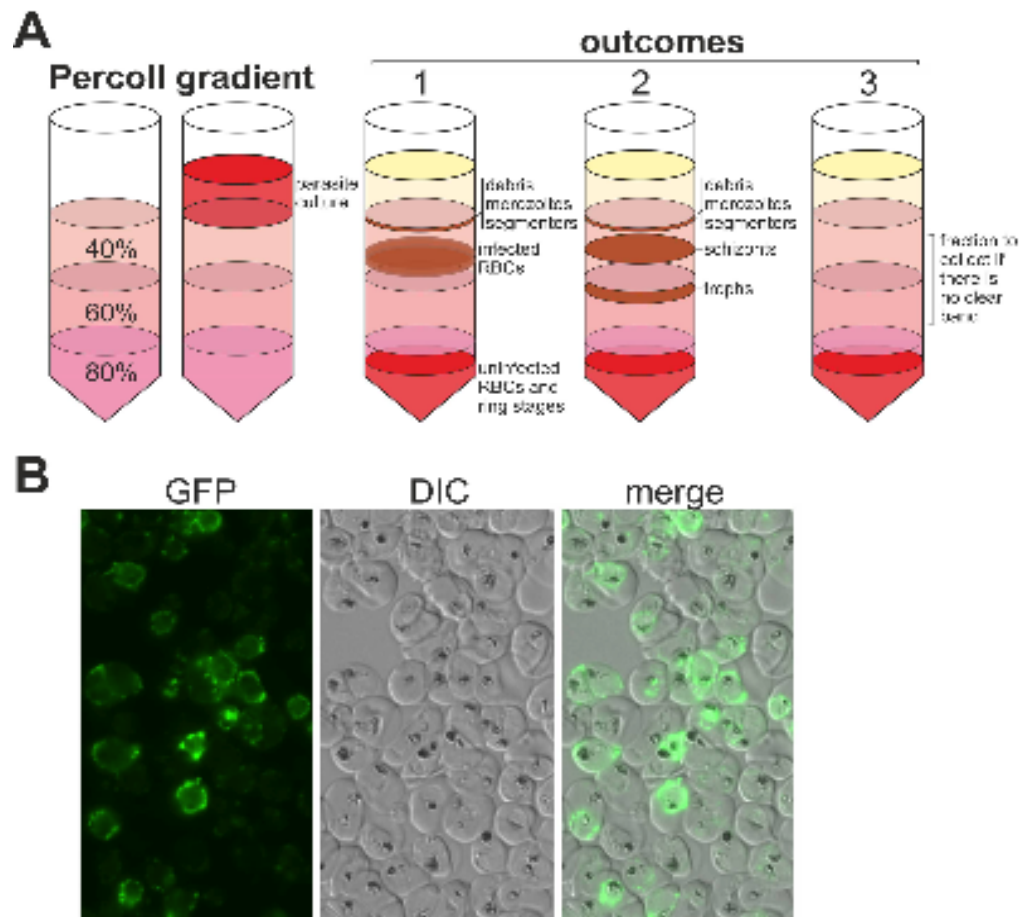 A
outcomes
Percoll gradient
1
2
3
parasite
culture
debris
merozoites
segmenters
debris
merozoites
segmenters
40%
infected
RBCs
schizonts
fraction to
collect if
there is
no clear
band
60%
trophs
80%
uninfected
RBCs and
ring stages
B
GFP
DIC
merge